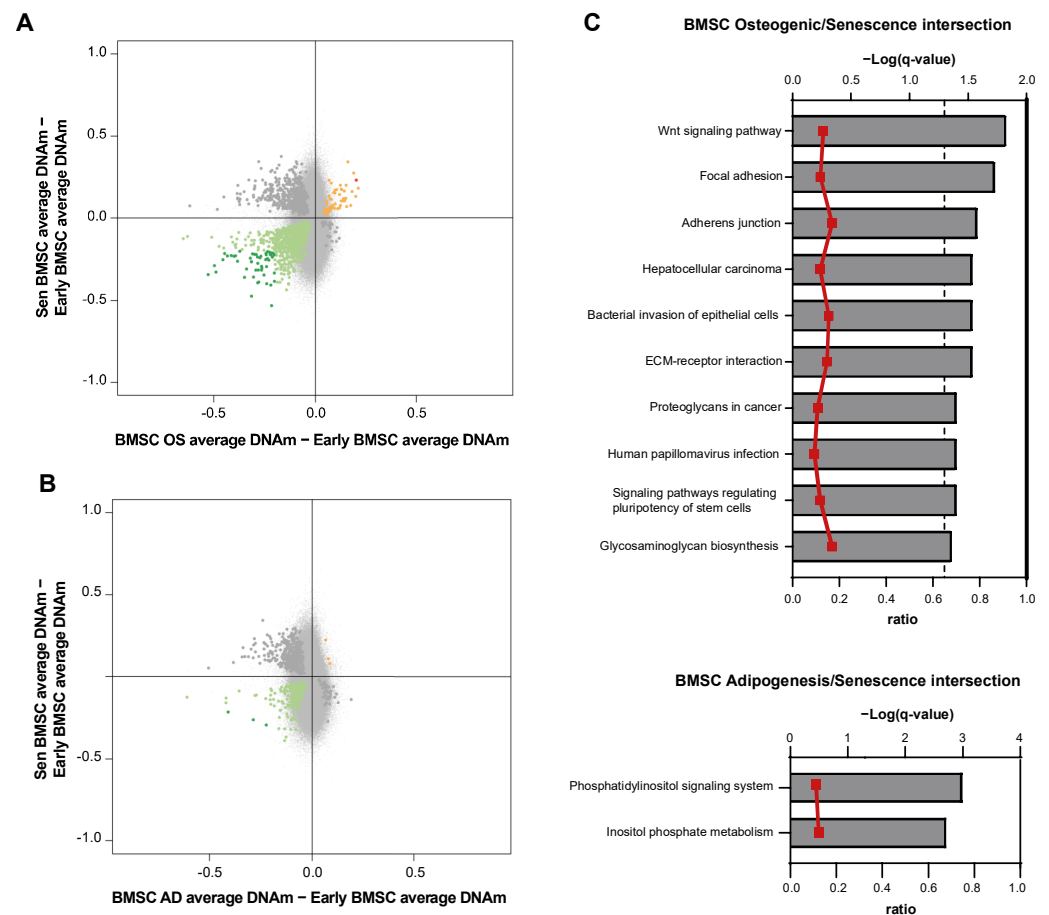 A
1.0
0.5
0.0
-0.5
-1.0
Sen BMSC average DNAm −
Early BMSC average DNAm
-0.5
0.0
0.5
BMSC OS average DNAm − Early BMSC average DNAm
B
1.0
0.5
0.0
-0.5
-1.0
Sen BMSC average DNAm −
Early BMSC average DNAm
-0.5
0.0
0.5
BMSC AD average DNAm − Early BMSC average DNAm
C
BMSC Osteogenic/Senescence intersection
−Log(q-value)
0.0
0.5
1.0
1.5
2.0
Wnt signaling pathway
Focal adhesion
Adherens junction
Hepatocellular carcinoma
Bacterial invasion of epithelial cells
ECM-receptor interaction
Proteoglycans in cancer
Human papillomavirus infection
Signaling pathways regulating
pluripotency of stem cells
Glycosaminoglycan biosynthesis
0.0
0.2
0.4
0.6
0.8
1.0
ratio
BMSC Adipogenesis/Senescence intersection
−Log(q-value)
0
1
2
3
4
Phosphatidylinositol signaling system
Inositol phosphate metabolism
0.0
0.2
0.4
0.6
0.8
1.0
ratio